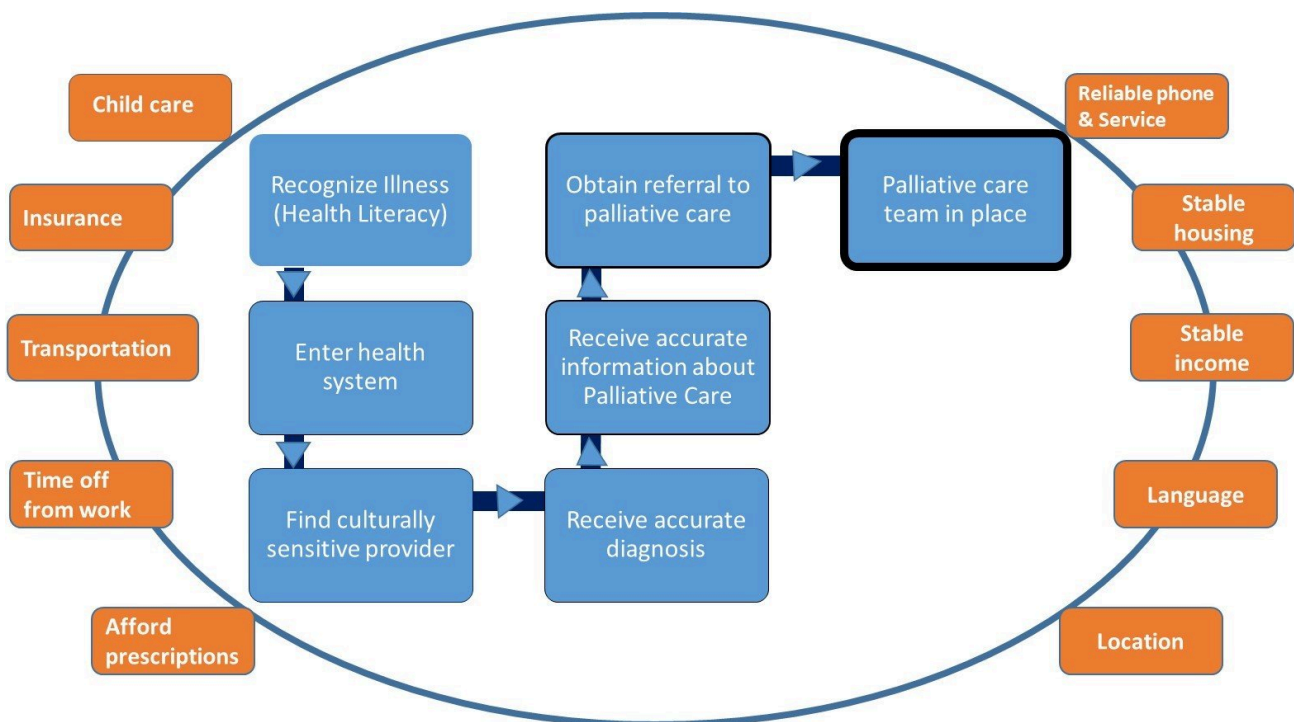 Child care
Insurance
Transportation
Time off
from work
Afford
prescriptions
Recognize Illness
(Health Literacy)
Enter health
system
Find culturally
sensitive provider
Receive accurate
diagnosis
Receive accurate
information about
Palliative Care
Obtain referral to
palliative care
Palliative care
team in place
Reliable phone
& Service
Stable
housing
Stable
income
Language
Location